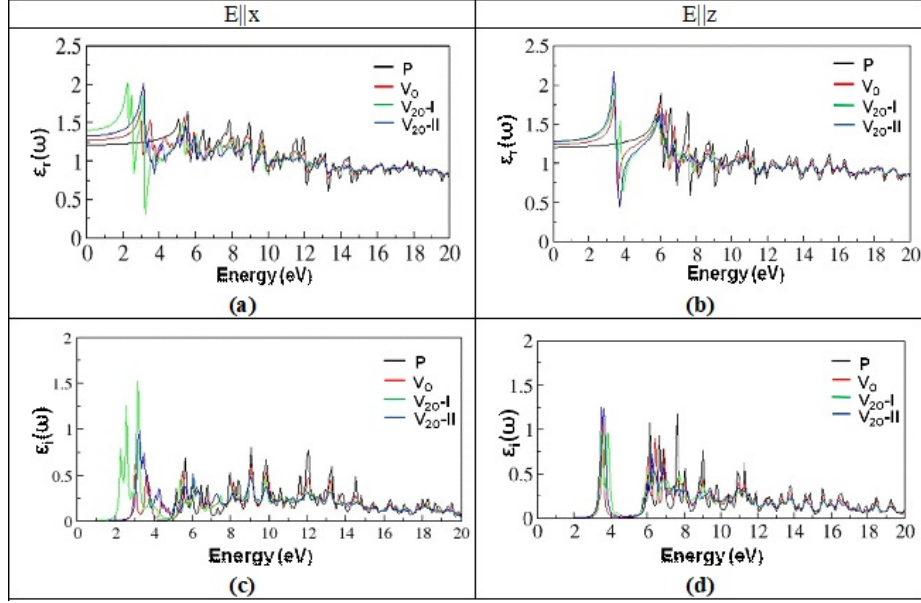 E||x
E||z
2.5
2
1.5
1
0.5
0
εr(ω)
P
VO
V2O-I
V2O-II
0 2 4 6 8 10 12 14 16 18 20
Energy (eV)
(a)
2.5
2
1.5
1
0.5
0
εr(ω)
P
VO
V2O-I
V2O-II
0 2 4 6 8 10 12 14 16 18 20
Energy (eV)
(b)
2
1.5
1
0.5
0
εi(ω)
P
VO
V2O-I
V2O-II
0 2 4 6 8 10 12 14 16 18 20
Energy (eV)
(c)
2
1.5
1
0.5
0
εi(ω)
P
VO
V2O-I
V2O-II
0 2 4 6 8 10 12 14 16 18 20
Energy (eV)
(d)